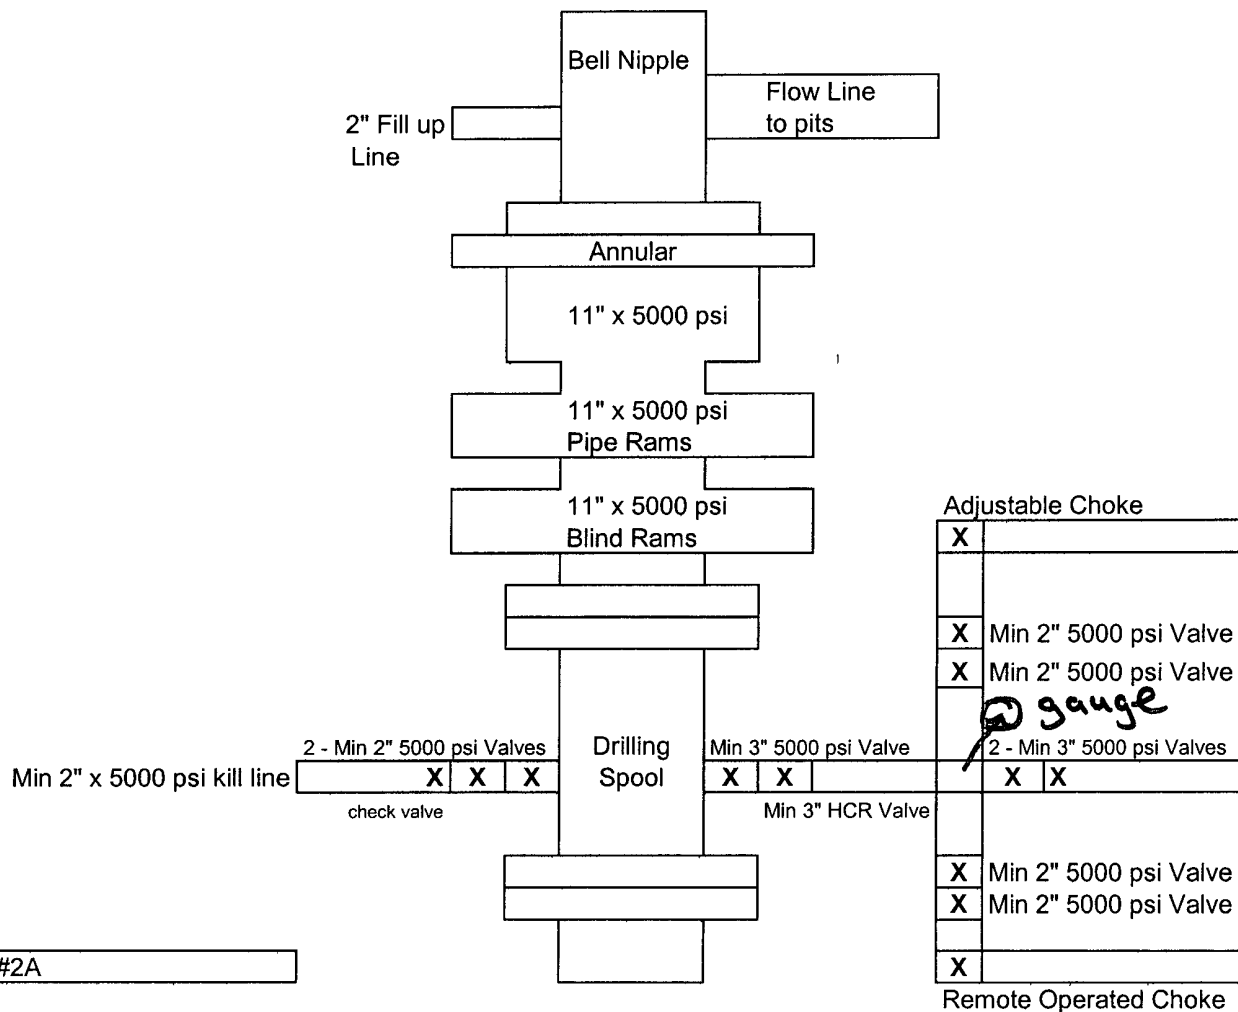 Bell Nipple
Flow Line
to pits
2" Fill up
Line
Annular
11" x 5000 psi
11" x 5000 psi
Pipe Rams
11" x 5000 psi
Blind Rams
Adjustable Choke
X
X Min 2" 5000 psi Valve
X Min 2" 5000 psi Valve
gauge
2 - Min 2" 5000 psi Valves
Drilling
Spool
Min 3" 5000 psi Valve
2 - Min 3" 5000 psi Valves
Min 2" x 5000 psi kill line
X X X
X X
X X
check valve
Min 3" HCR Valve
X Min 2" 5000 psi Valve
X Min 2" 5000 psi Valve
#2A
X
Remote Operated Choke